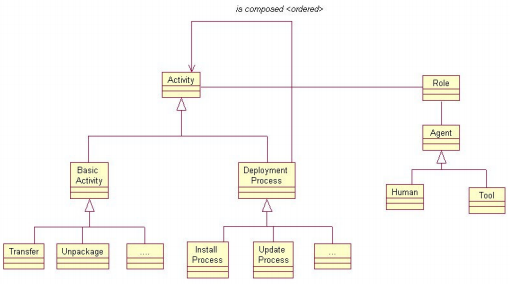 is composed <ordered>
Activity
Role
Agent
Basic
Activity
Deployment
Process
Human
Tool
Transfer
Unpackage
....
Install
Process
Update
Process
...